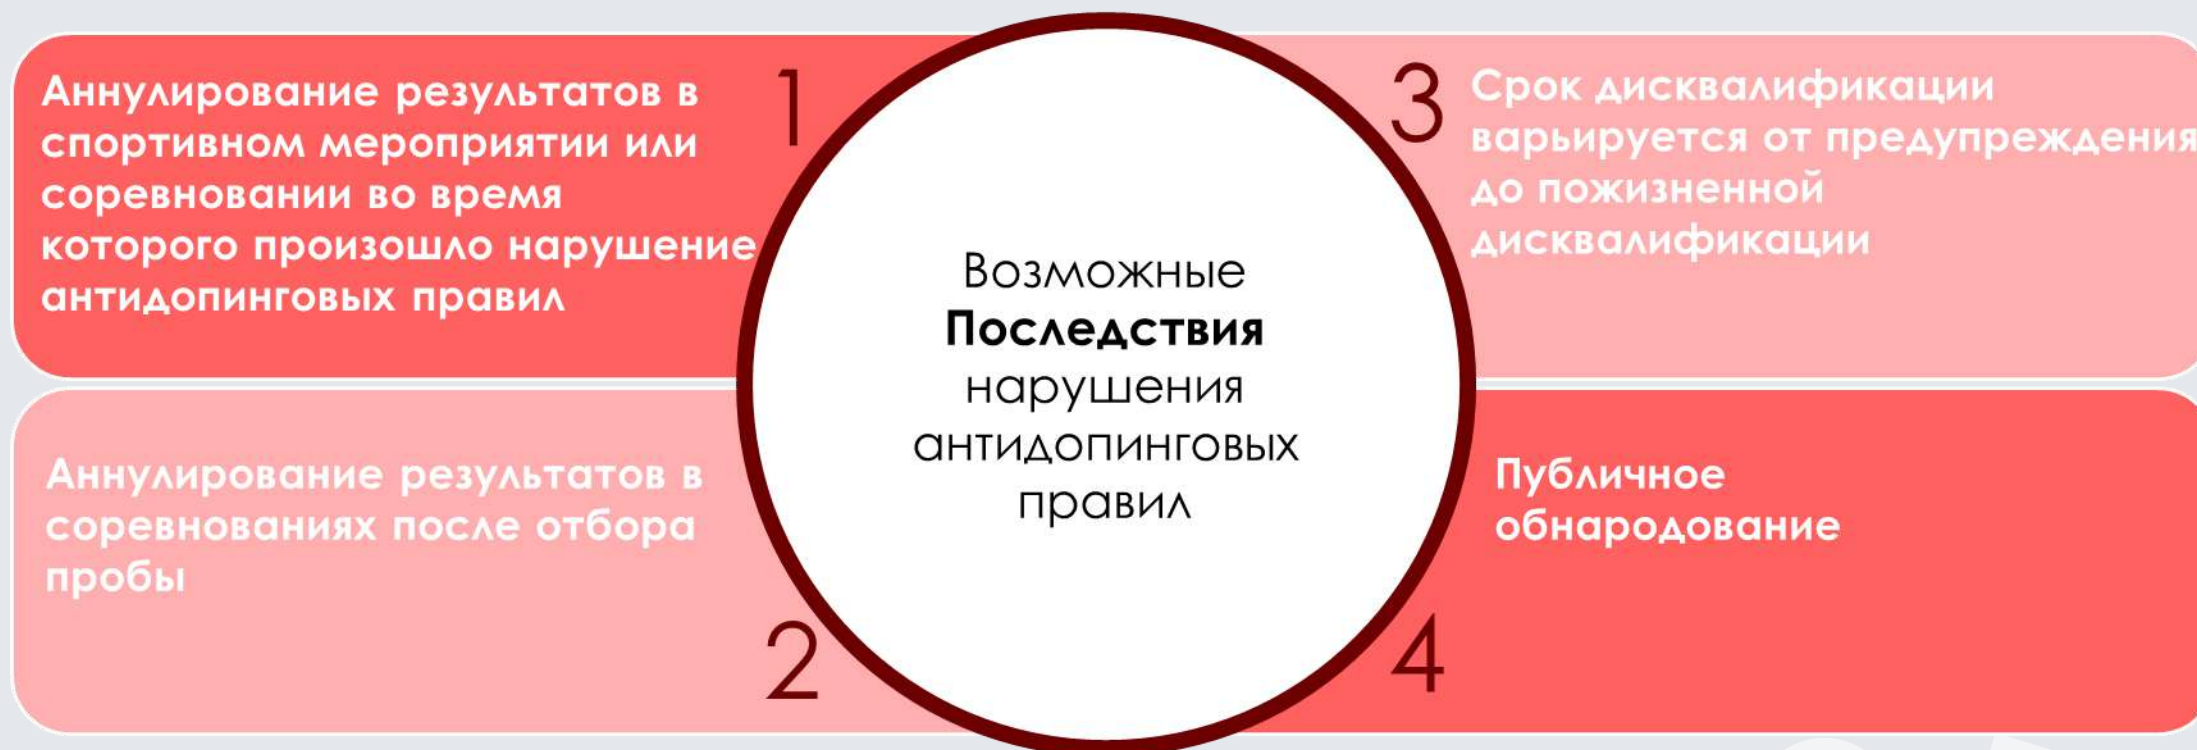 1
Аннулирование результатов в
спортивном мероприятии или
соревновании во время
которого произошло нарушение
антидопинговых правил
2
Аннулирование результатов в
соревнованиях после отбора
пробы
Возможные
Последствия
нарушения
антидопинговых
правил
3
Срок дисквалификации
варьируется от предупреждения
до пожизненной
дисквалификации
4
Публичное
обнародование